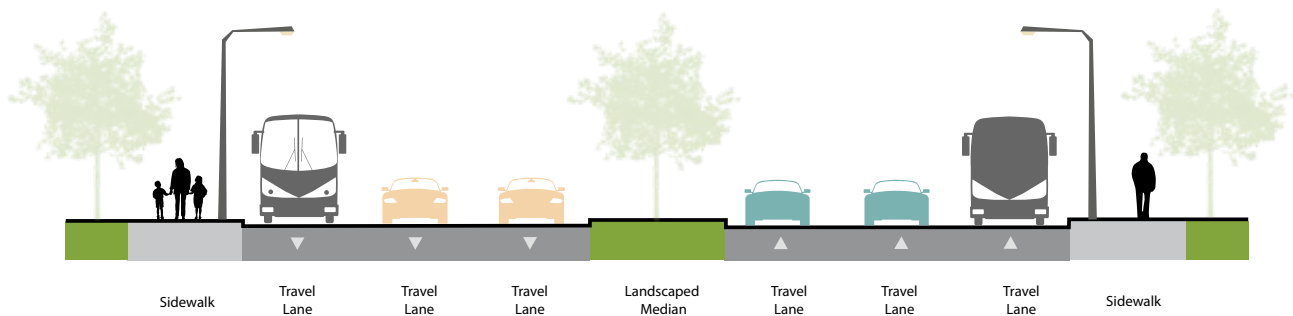 Sidewalk
Travel
Lane
Travel
Lane
Travel
Lane
Landscaped
Median
Travel
Lane
Travel
Lane
Travel
Lane
Sidewalk